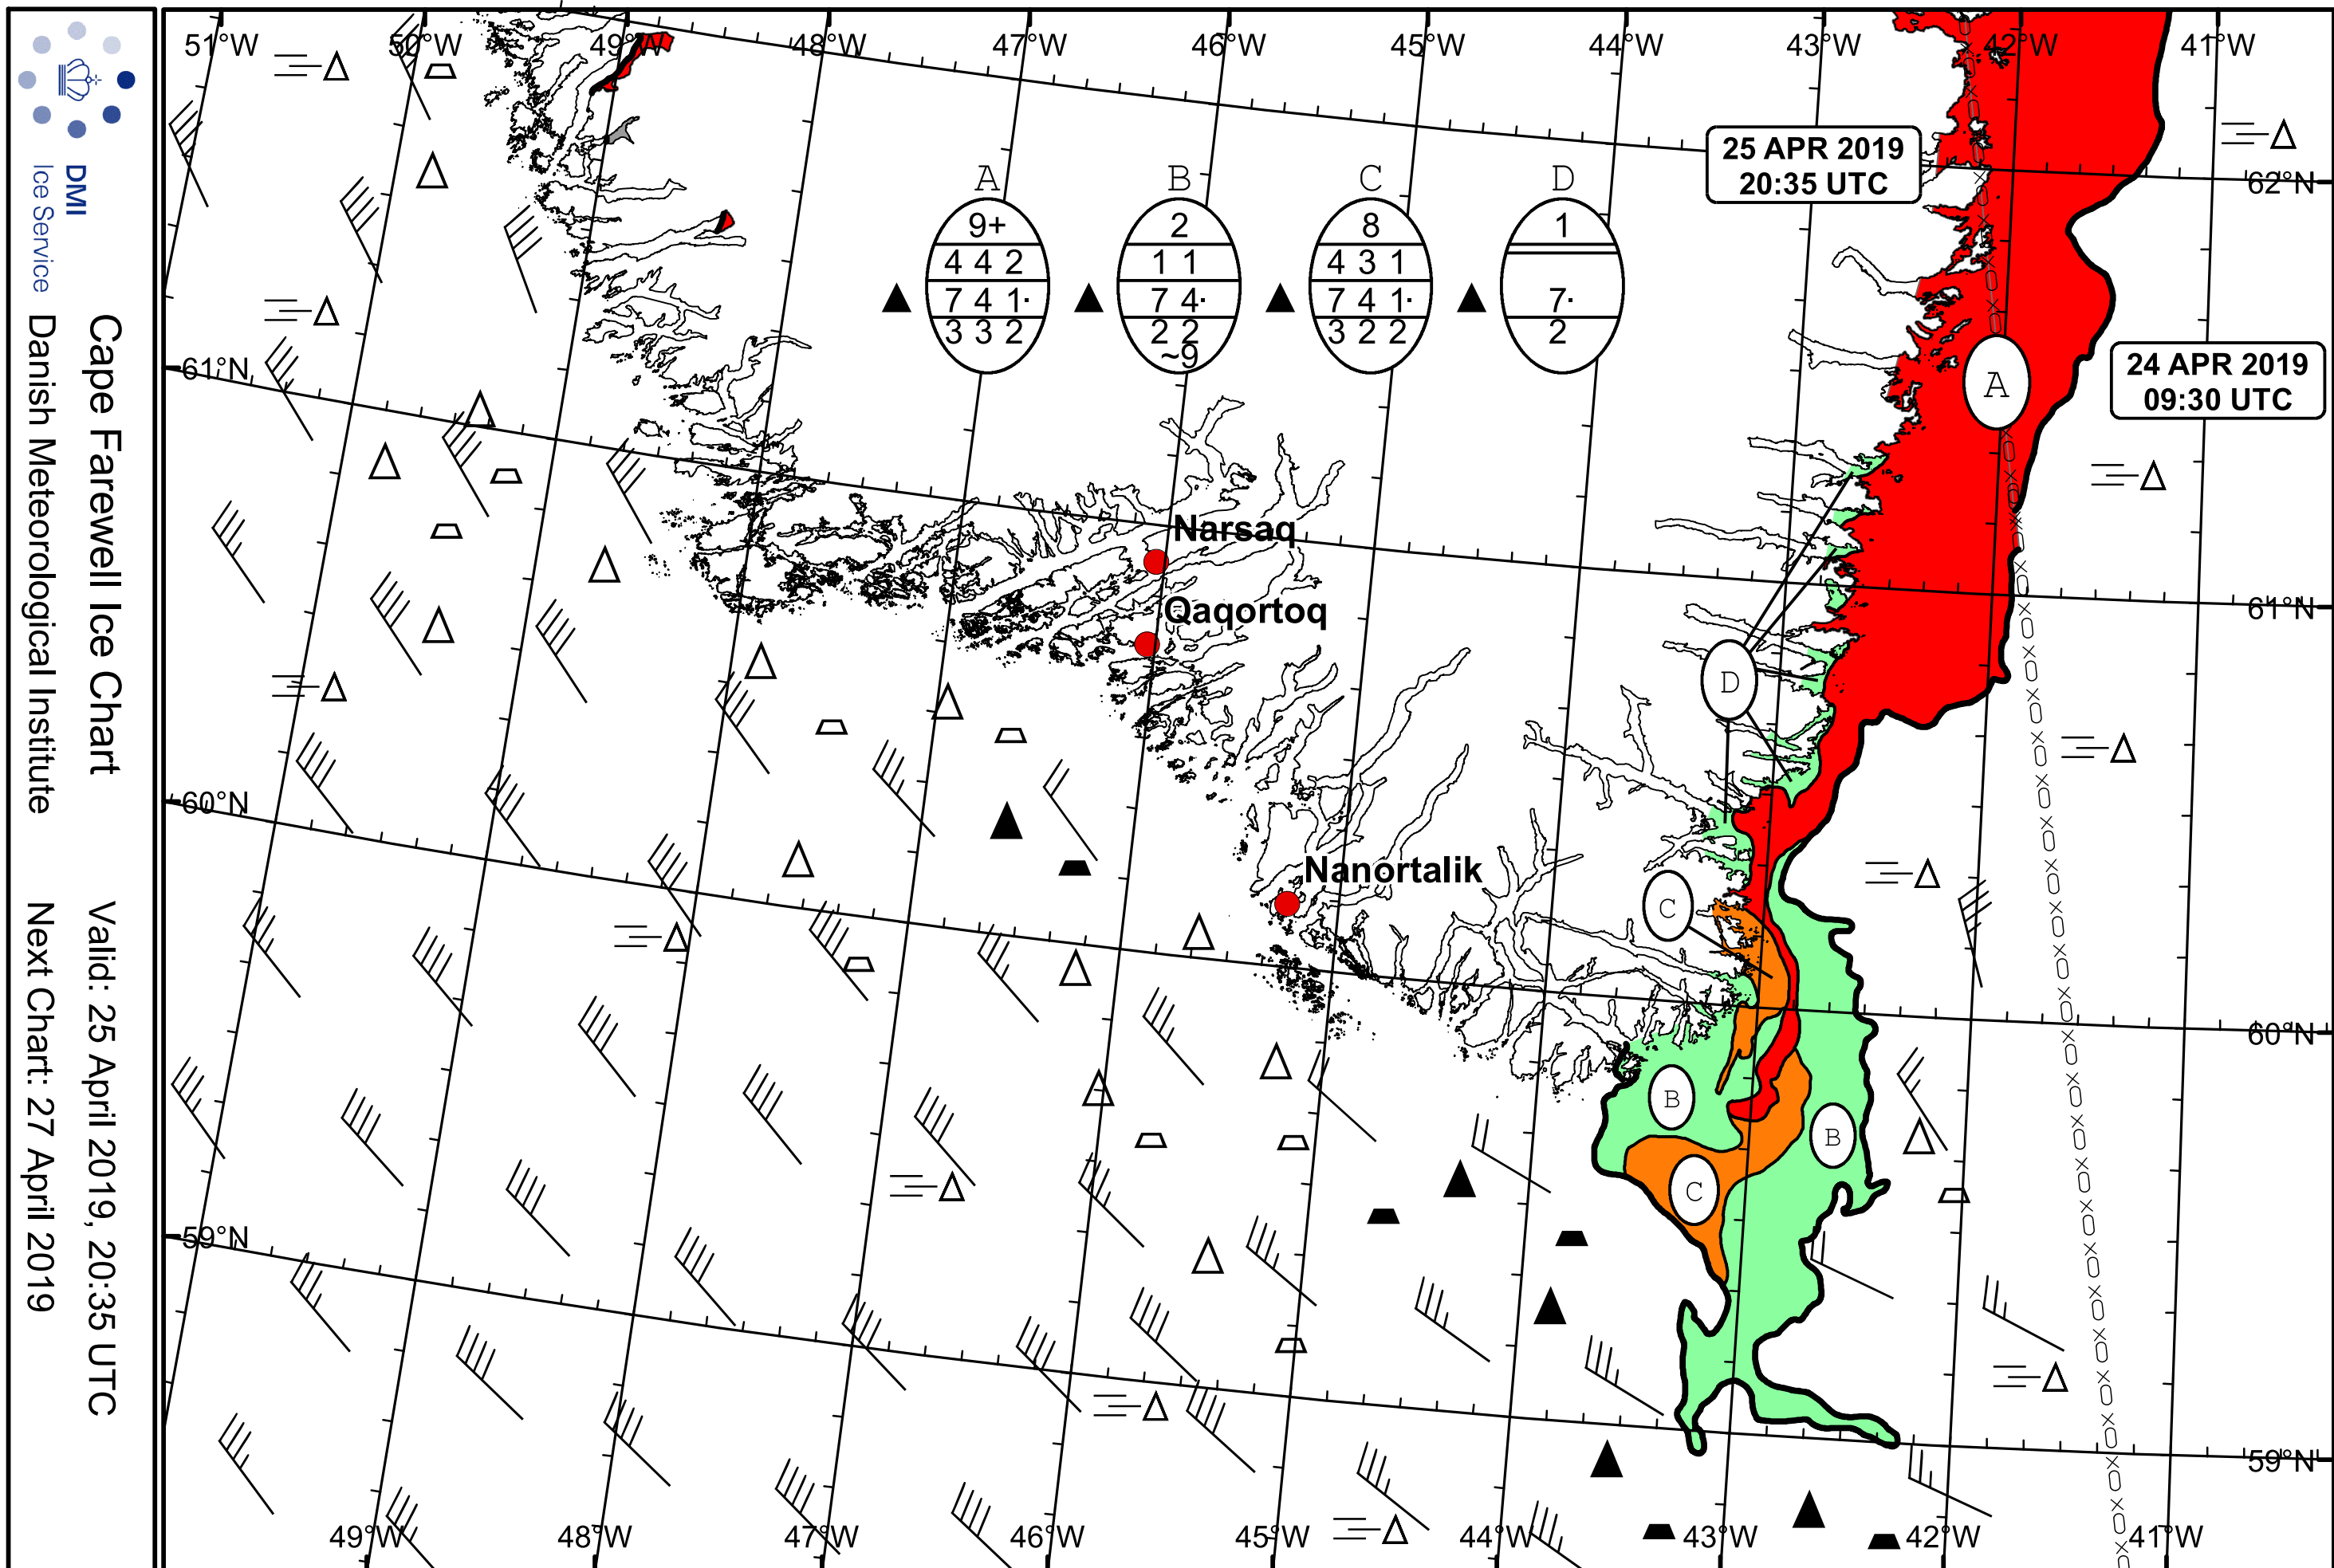 DMI
Ice Service
Cape Farewell Ice Chart
Danish Meteorological Institute
Valid: 25 April 2019, 20:35 UTC
Next Chart: 27 April 2019
51°W 50°W 49°W 48°W 47°W 46°W 45°W 44°W 43°W 42°W 41°W
25 APR 2019
20:35 UTC
62°N
A B C D
9+ 2 8 1
4 4 2 1 1 4 3 1
7 4 1· 7 4· 7 4 1· 7·
3 3 2 2 2 3 2 2 2
~9
61°N
24 APR 2019
09:30 UTC
A
Narsaq
Qaqortoq
61°N
D
60°N
Nanortalik
C
60°N
B
B
C
59°N
59°N
49°W 48°W 47°W 46°W 45°W 44°W 43°W 42°W 41°W